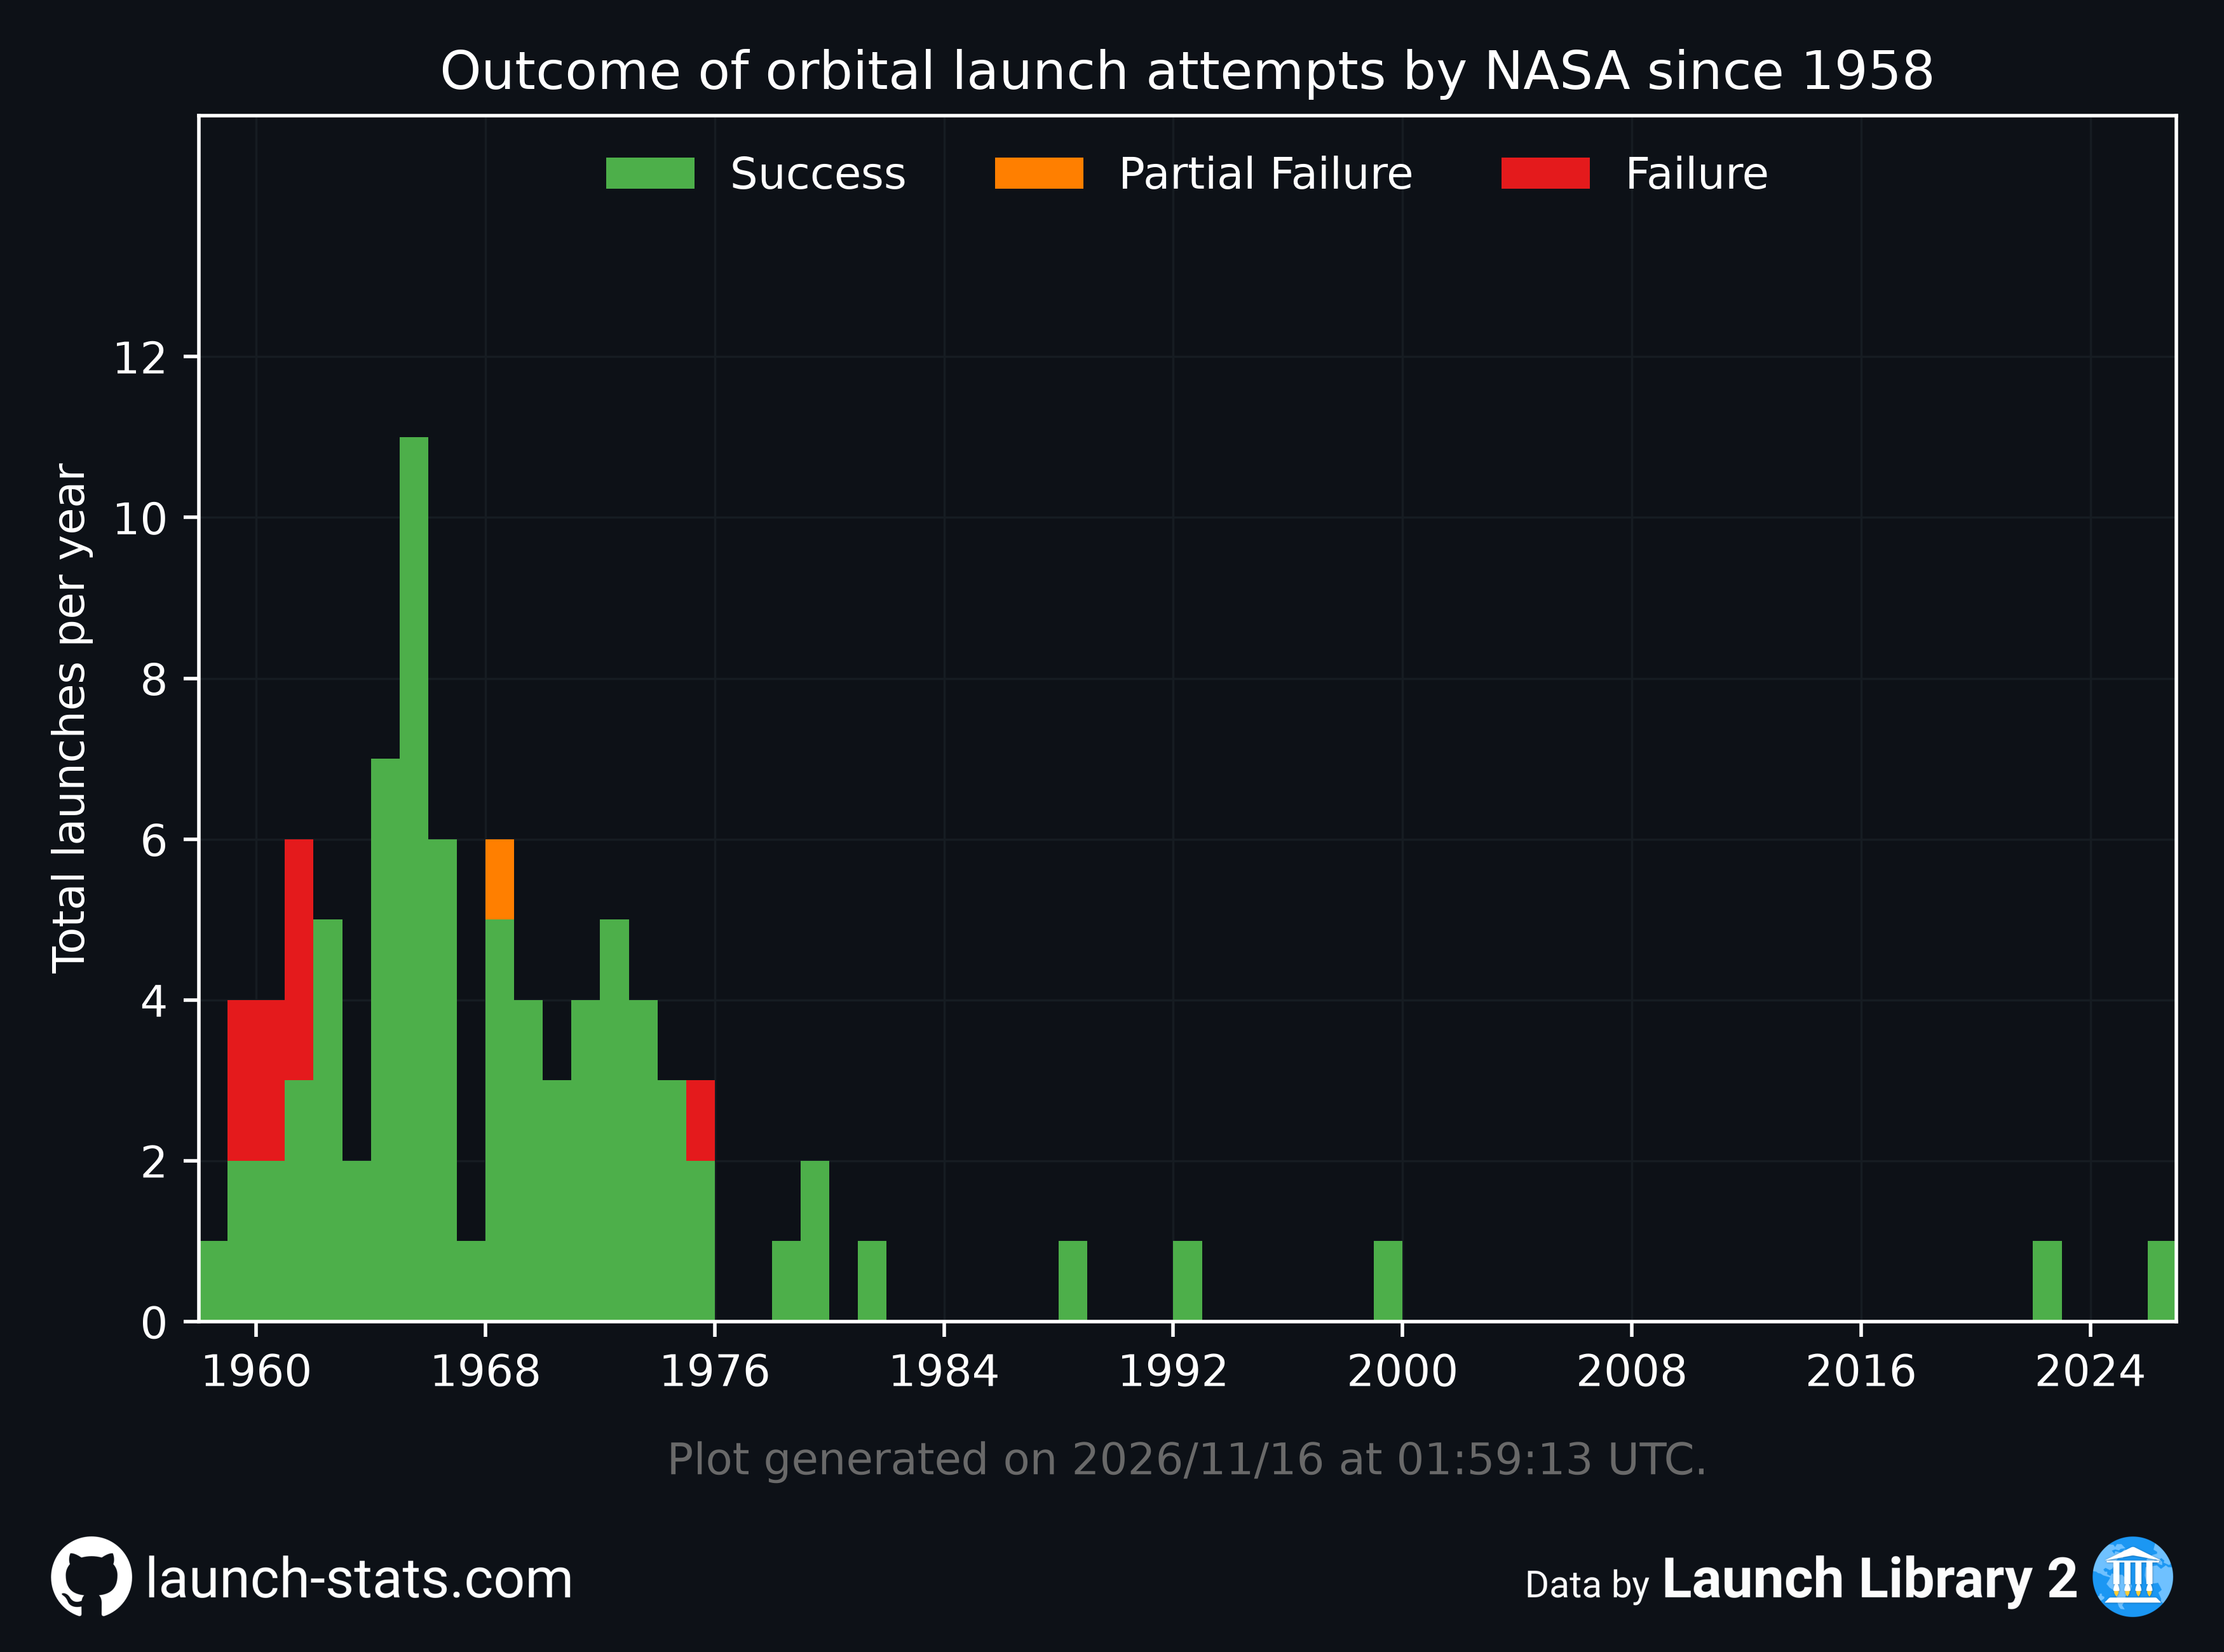 Outcome of orbital launch attempts by NASA since 1958
Success Partial Failure Failure
Total launches per year
12
10
8
6
4
2
0
1960 1968 1976 1984 1992 2000 2008 2016 2024
Plot generated on 2026/11/16 at 01:59:13 UTC.
launch-stats.com
Data by Launch Library 2